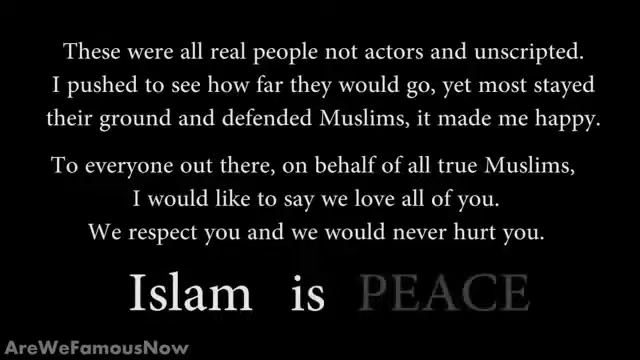 These were all real people not actors and unscripted.
I pushed to see how far they would go, yet most stayed
their ground and defended Muslims, it made me happy.
To everyone out there, on behalf of all true Muslims,
I would like to say we love all of you.
We respect you and we would never hurt you.
Islam is PEACE
AreWeFamousNow